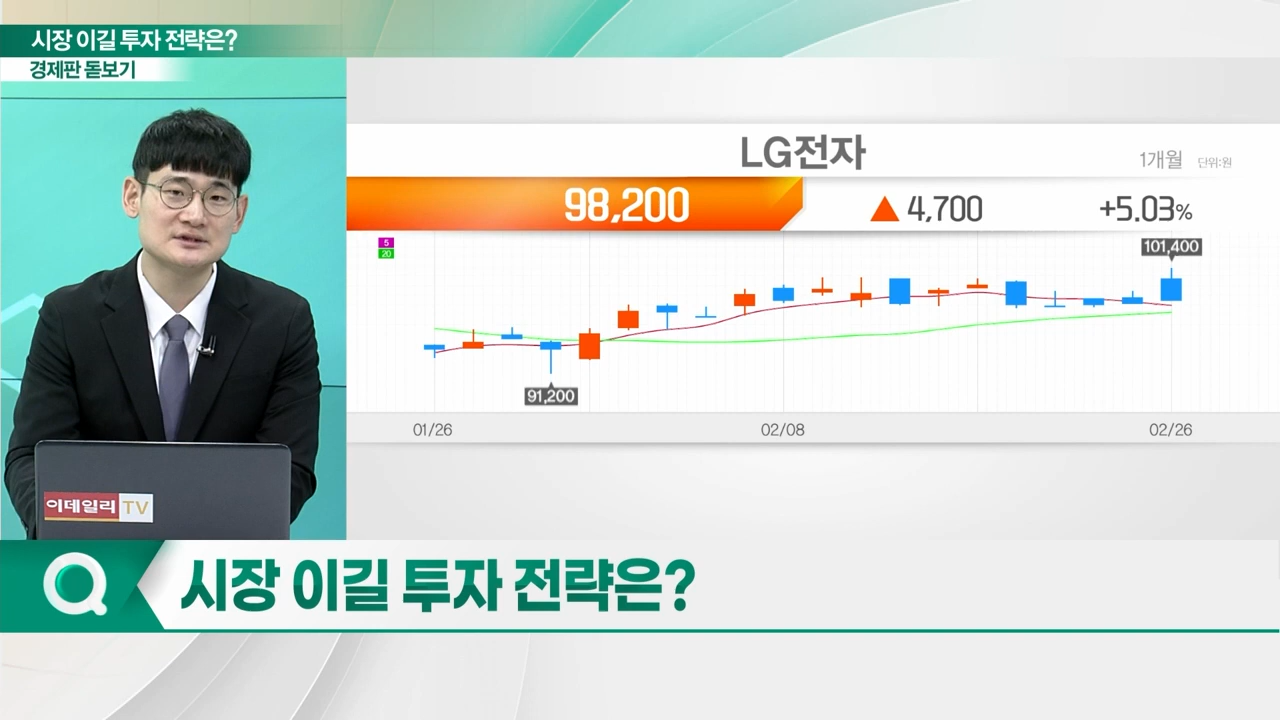 시장 이길 투자 전략은?
경제판 돋보기
LG전자
1개월 단위:원
98,200 ▲ 4,700 +5.03%
5
20
101,400
91,200
01/26 02/08 02/26
이데일리 TV
시장 이길 투자 전략은?